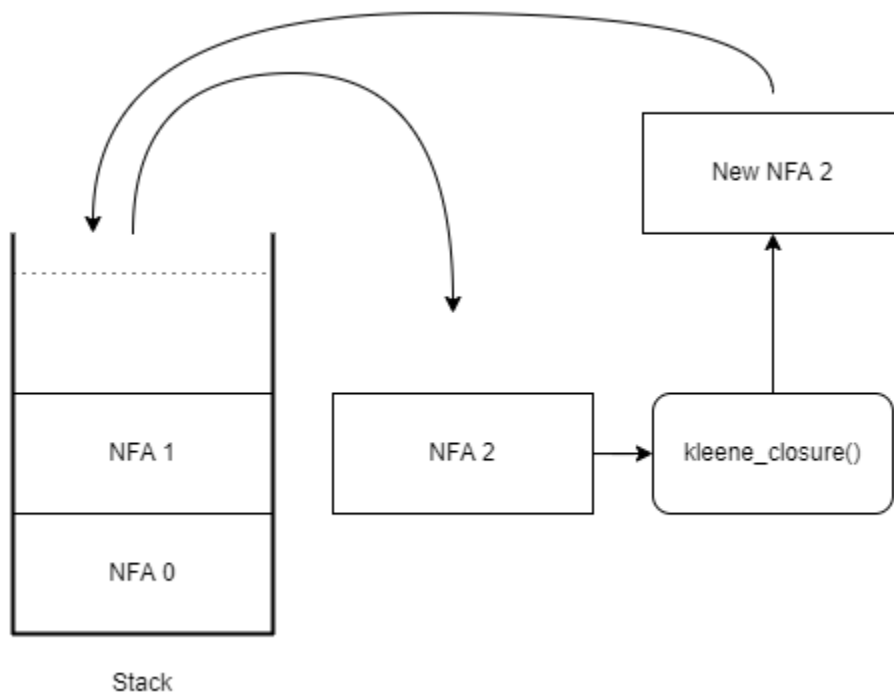 New NFA 2
NFA 1
NFA 2
kleene_closure()
NFA 0
Stack